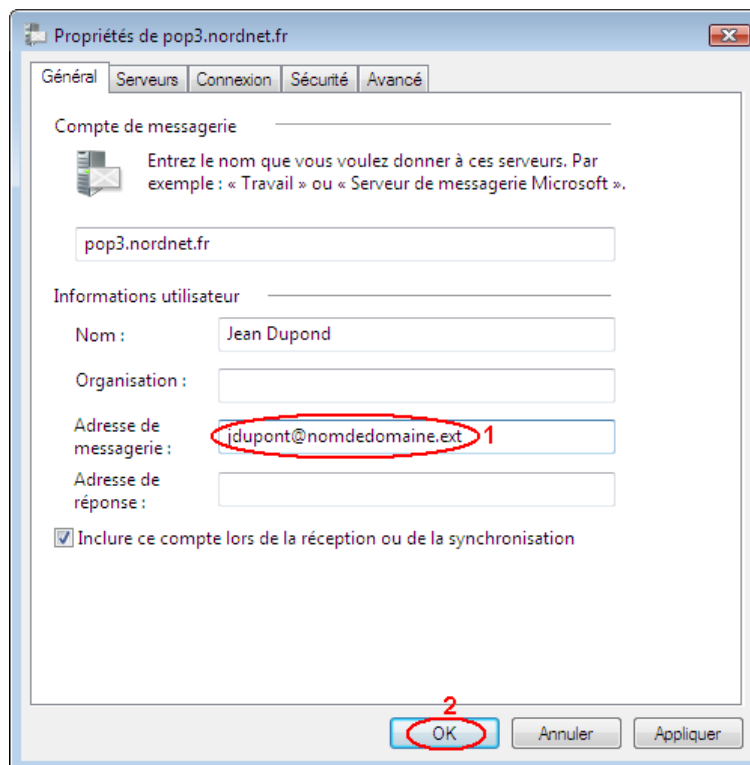 Propriétés de pop3.nordnet.fr
Général Serveurs Connexion Sécurité Avancé
Compte de messagerie
Entrez le nom que vous voulez donner à ces serveurs. Par
exemple : « Travail » ou « Serveur de messagerie Microsoft ».
pop3.nordnet.fr
Informations utilisateur
Nom : Jean Dupond
Organisation :
Adresse de
messagerie : jdupont@nomdedomaine.ext 1
Adresse de
réponse :
Inclure ce compte lors de la réception ou de la synchronisation
2
OK Annuler Appliquer